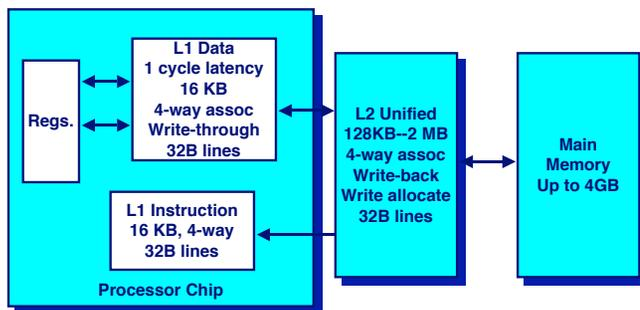 L1 Data
1 cycle latency
16 KB
4-way assoc
Write-through
32B lines
Regs.
L1 Instruction
16 KB, 4-way
32B lines
Processor Chip
L2 Unified
128KB--2 MB
4-way assoc
Write-back
Write allocate
32B lines
Main
Memory
Up to 4GB